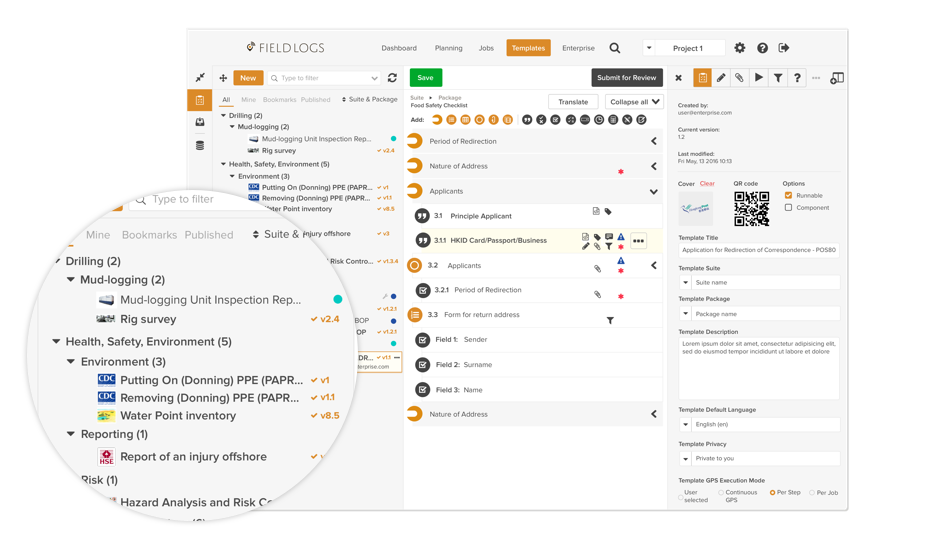 FIELD LOGS
Dashboard Planning Jobs Templates Enterprise Project 1
New Type to filter
Save Submit for Review
All Mine Bookmarks Published Suite & Package
Drilling (2)
Mud-logging (2)
Mud-logging Unit Inspection Rep...
Rig survey v2.4
Health, Safety, Environment (5)
Environment (3)
CDC Putting On (Donning) PPE (PAPR... v1
CDC Removing (Donning) PPE (PAPR... v1.1
Water Point inventory v8.5
injury offshore v3
Risk Contro... v1.3.4
v1.2.1
BOP
OP v1.2.1
DR... v1.1
enterprise.com
Type to filter
Mine Bookmarks Published Suite &
Drilling (2)
Mud-logging (2)
Mud-logging Unit Inspection Rep...
Rig survey v2.4
Health, Safety, Environment (5)
Environment (3)
CDC Putting On (Donning) PPE (PAPR... v1
CDC Removing (Donning) PPE (PAPR... v1.1
Water Point inventory v8.5
Reporting (1)
HSE Report of an injury offshore
Risk (1)
Hazard Analysis and Risk Co
Suite Package
Food Safety Checklist
Translate Collapse all
Add:
Period of Redirection
Nature of Address
Applicants
3.1 Principle Applicant
3.1.1 HKID Card/Passport/Business
3.2 Applicants
3.2.1 Period of Redirection
3.3 Form for return address
Field 1: Sender
Field 2: Surname
Field 3: Name
Nature of Address
Created by:
user@enterprise.com
Current version:
1.2
Last modified:
Fri May, 13 2016 10:13
Cover Clear QR code Options
Runnable
Component
Template Title
Application for Redirection of Correspondence - POS80
Template Suite
Suite name
Template Package
Package name
Template Description
Lorem ipsum dolor sit amet, consectetur adipisicing elit,
sed do eiusmod tempor incididunt ut labore et dolore
Template Default Language
English (en)
Template Privacy
Private to you
Template GPS Execution Mode
User selected Continuous GPS Per Step Per Job